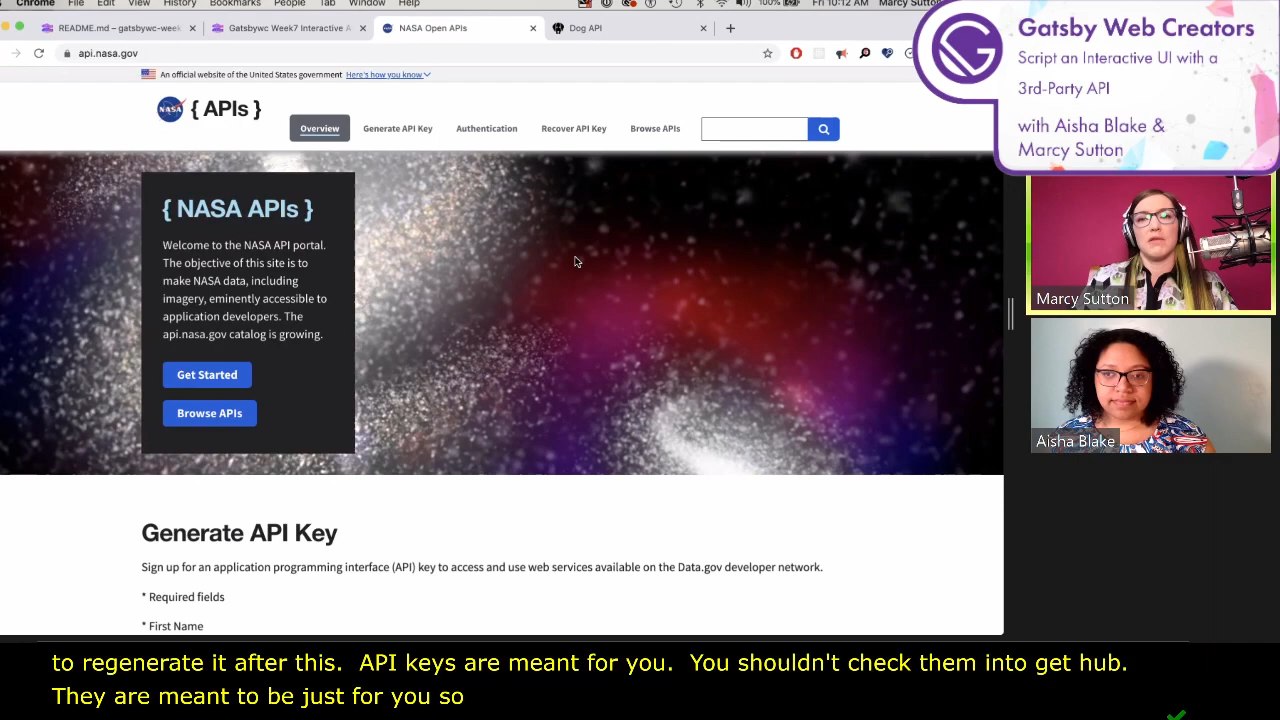 Chrome File Edit View History Bookmarks People Tab Window Help
100%
Fri 10:12 AM Marcy Sutton
README.md – gatsbywc-week
Gatsbywc Week7 Interactive A
NASA Open APIs
Dog API
api.nasa.gov
An official website of the United States government Here's how you know
NASA
{ APIs }
Overview
Generate API Key
Authentication
Recover API Key
Browse APIs
{ NASA APIs }
Welcome to the NASA API portal.
The objective of this site is to
make NASA data, including
imagery, eminently accessible to
application developers. The
api.nasa.gov catalog is growing.
Get Started
Browse APIs
Generate API Key
Sign up for an application programming interface (API) key to access and use web services available on the Data.gov developer network.
* Required fields
* First Name
Gatsby Web Creators
Script an Interactive UI with a
3rd-Party API
with Aisha Blake &
Marcy Sutton
Marcy Sutton
Aisha Blake
to regenerate it after this. API keys are meant for you. You shouldn't check them into get hub.
They are meant to be just for you so